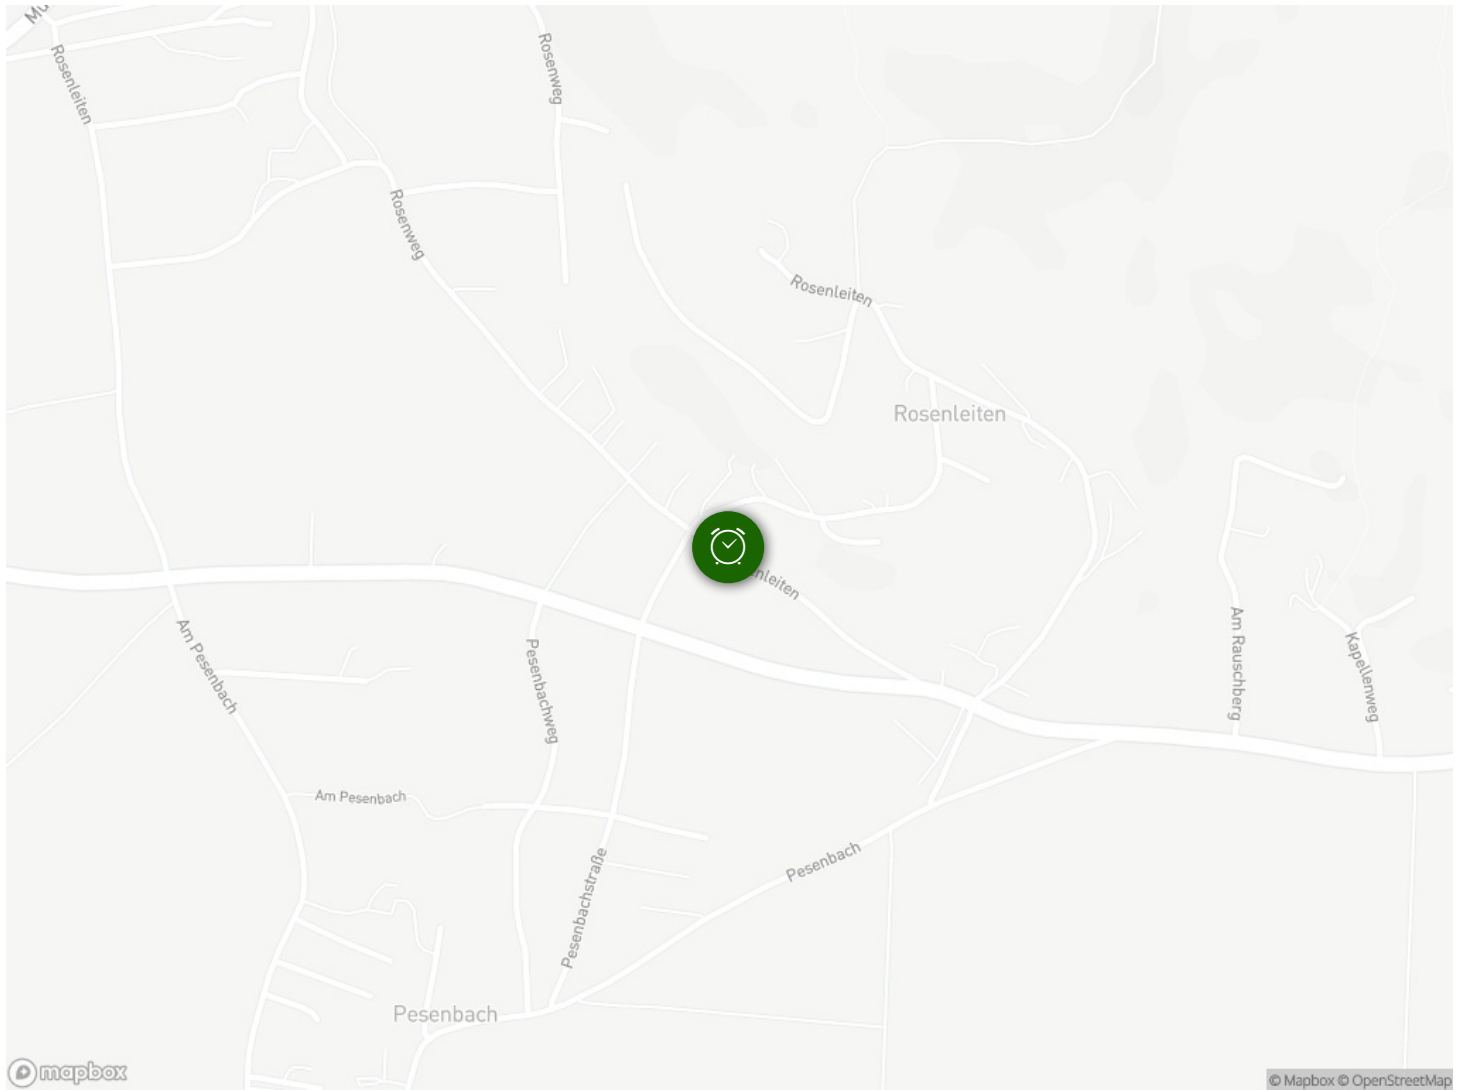 Rosenleiten
Rosenweg
Rosenweg
Rosenleiten
Rosenleiten
enleiten
Am Pesenbach
Pesenbachweg
Am Rauschberg
Kapellenweg
Am Pesenbach
Pesenbach
Pesenbachstraße
Pesenbach
mapbox
© Mapbox © OpenStreetMap